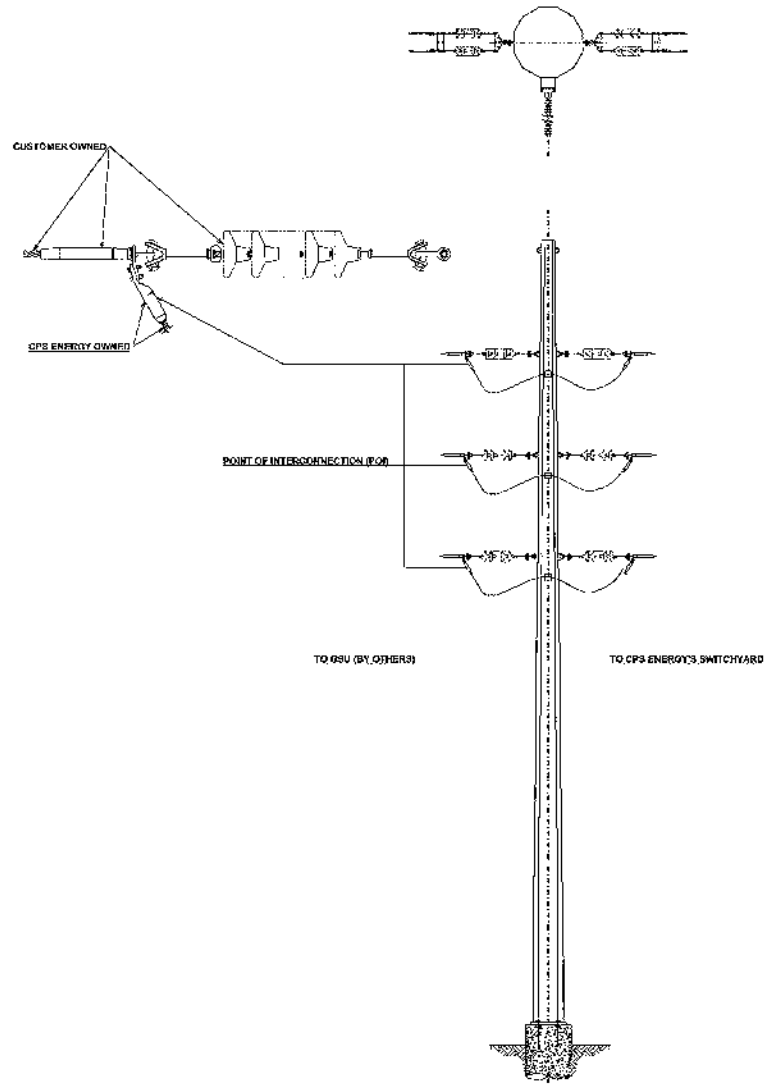 CUSTOMER OWNED
CPS ENERGY OWNED
POINT OF INTERCONNECTION (POI)
TO GSU (BY OTHERS)
TO CPS ENERGY'S SWITCHYARD